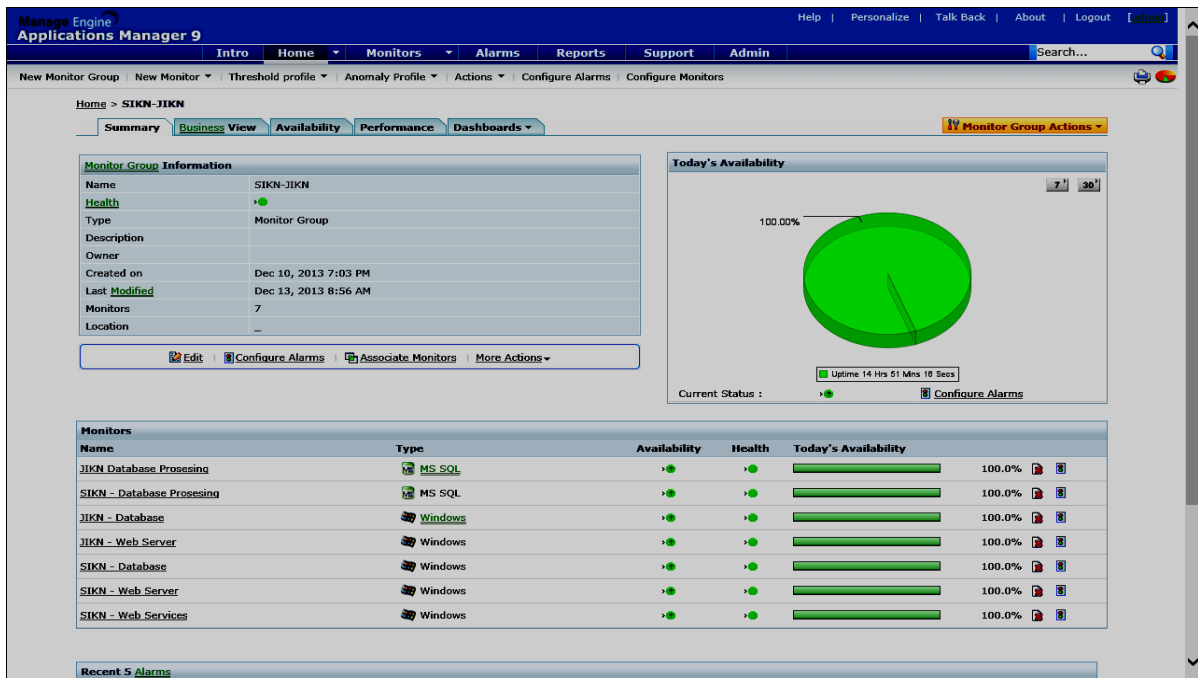 Manage Engine
Applications Manager 9
Help | Personalize | Talk Back | About | Logout
Intro Home Monitors Alarms Reports Support Admin Search...
New Monitor Group | New Monitor | Threshold profile | Anomaly Profile | Actions | Configure Alarms | Configure Monitors
Home > SIKN-JIKN
Summary Business View Availability Performance Dashboards Monitor Group Actions
Monitor Group Information
Name SIKN-JIKN
Health
Type Monitor Group
Description
Owner
Created on Dec 10, 2013 7:03 PM
Last Modified Dec 13, 2013 8:56 AM
Monitors 7
Location _
Edit | Configure Alarms | Associate Monitors | More Actions
Today's Availability
7 30
100.00%
Uptime 14 Hrs 51 Mins 16 Secs
Current Status : Configure Alarms
Monitors
Name Type Availability Health Today's Availability
JIKN Database Prosesing MS SQL 100.0%
SIKN - Database Prosesing MS SQL 100.0%
JIKN - Database Windows 100.0%
JIKN - Web Server Windows 100.0%
SIKN - Database Windows 100.0%
SIKN - Web Server Windows 100.0%
SIKN - Web Services Windows 100.0%
Recent 5 Alarms